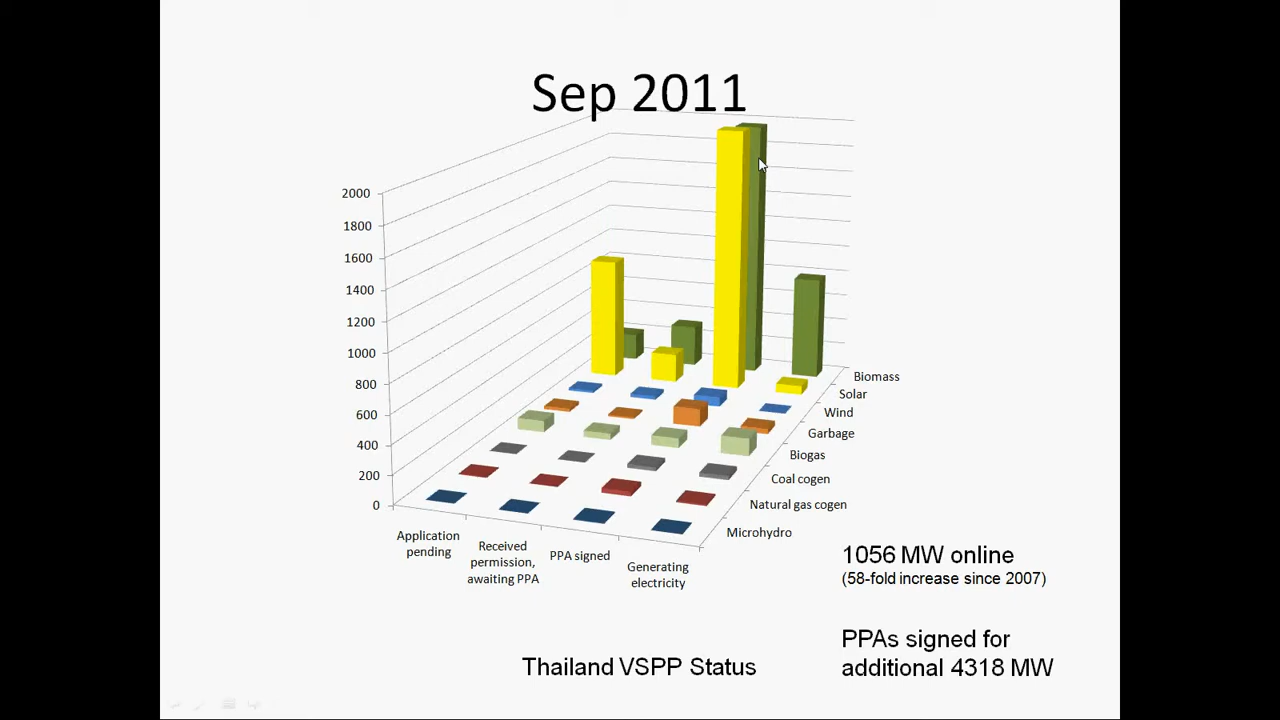 Sep 2011
2000
1800
1600
1400
1200
1000
800
600
400
200
0
Biomass
Solar
Wind
Garbage
Biogas
Coal cogen
Natural gas cogen
Microhydro
Application
pending
Received
permission,
awaiting PPA
PPA signed
Generating
electricity
1056 MW online
(58-fold increase since 2007)
PPAs signed for
additional 4318 MW
Thailand VSPP Status